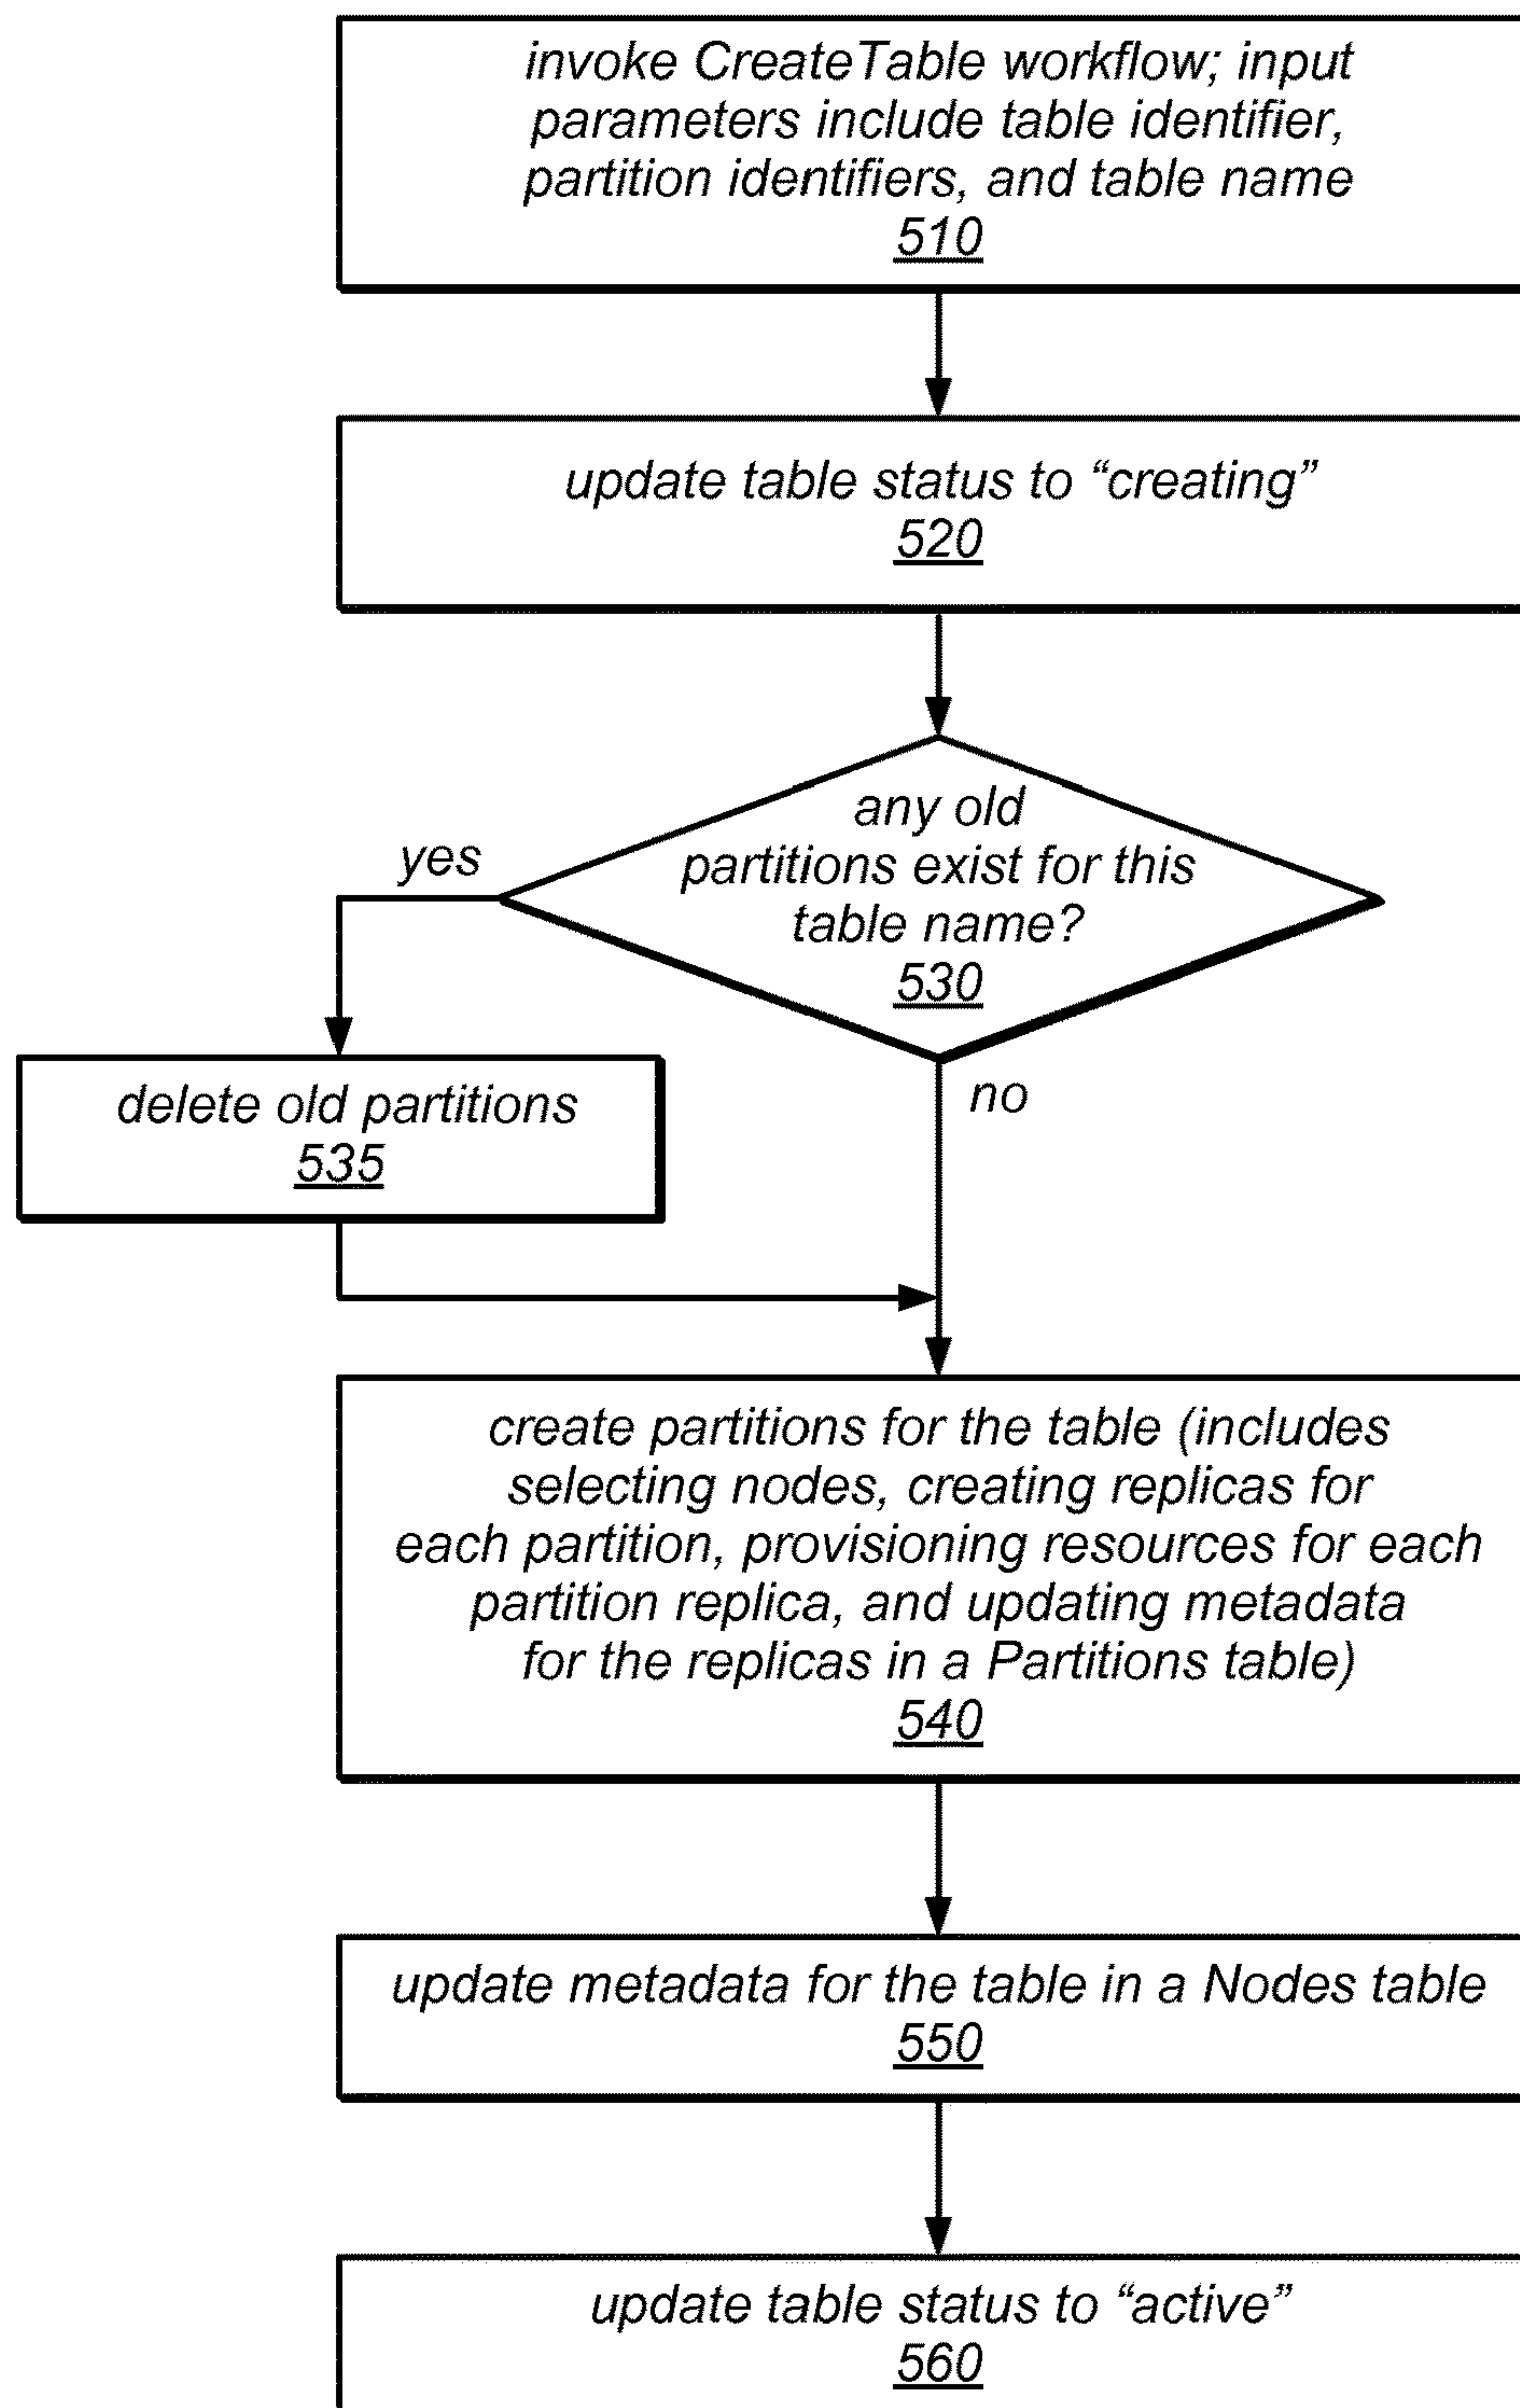 invoke CreateTable workflow; input
parameters include table identifier,
partition identifiers, and table name
510
update table status to “creating”
520
any old
partitions exist for this
table name?
530
yes
no
delete old partitions
535
create partitions for the table (includes
selecting nodes, creating replicas for
each partition, provisioning resources for each
partition replica, and updating metadata
for the replicas in a Partitions table)
540
update metadata for the table in a Nodes table
550
update table status to “active”
560